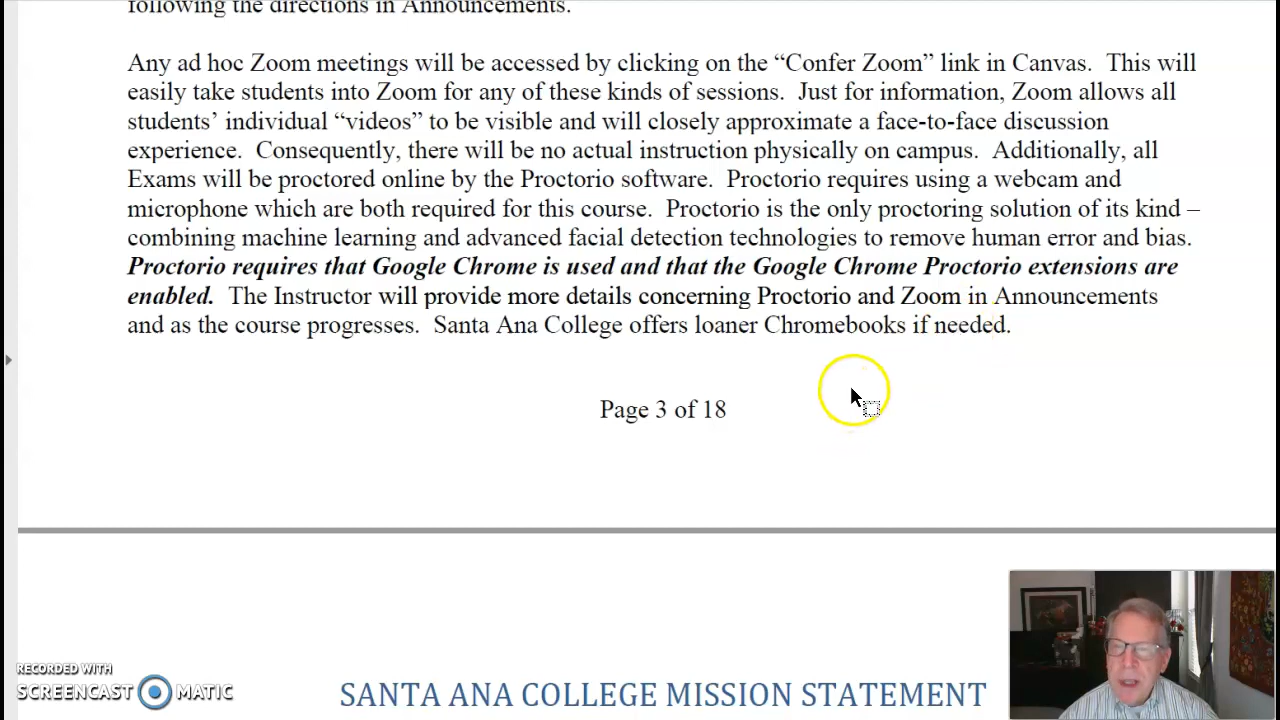 following the directions in Announcements.
Any ad hoc Zoom meetings will be accessed by clicking on the “Confer Zoom” link in Canvas.  This will
easily take students into Zoom for any of these kinds of sessions.  Just for information, Zoom allows all
students’ individual “videos” to be visible and will closely approximate a face-to-face discussion
experience.  Consequently, there will be no actual instruction physically on campus.  Additionally, all
Exams will be proctored online by the Proctorio software.  Proctorio requires using a webcam and
microphone which are both required for this course.  Proctorio is the only proctoring solution of its kind –
combining machine learning and advanced facial detection technologies to remove human error and bias.
Proctorio requires that Google Chrome is used and that the Google Chrome Proctorio extensions are
enabled.  The Instructor will provide more details concerning Proctorio and Zoom in Announcements
and as the course progresses.  Santa Ana College offers loaner Chromebooks if needed.
Page 3 of 18
SANTA ANA COLLEGE MISSION STATEMENT
RECORDED WITH
SCREENCAST MATIC